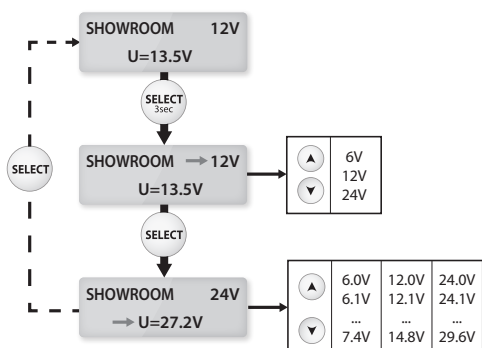 SHOWROOM 12V
U=13.5V
SELECT
3sec
SHOWROOM → 12V
U=13.5V
6V
12V
24V
SELECT
SELECT
SHOWROOM 24V
→ U=27.2V
6.0V 12.0V 24.0V
6.1V 12.1V 24.1V
... ... ...
7.4V 14.8V 29.6V